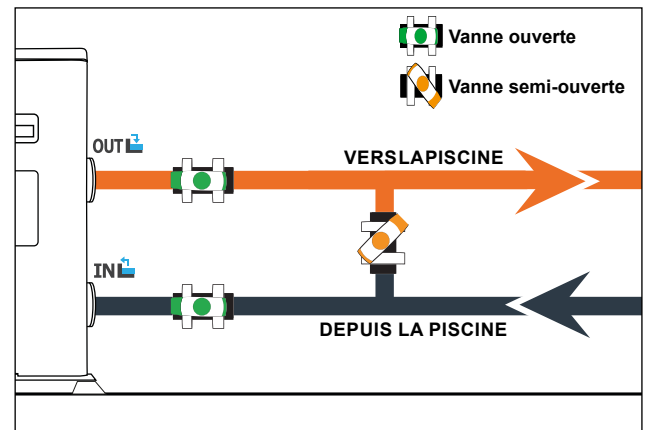 Vanne ouverte
Vanne semi-ouverte
OUT
VERSLAPISCINE
IN
DEPUIS LA PISCINE